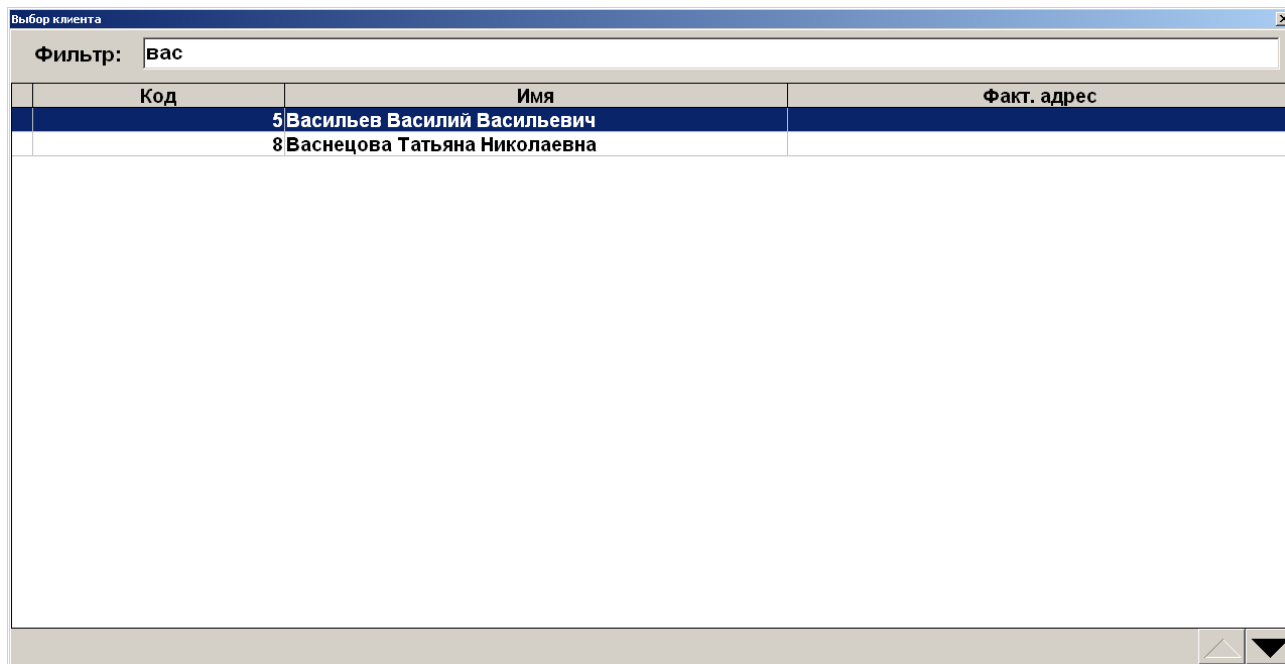 Выбор клиента
Фильтр: вас
Код Имя Факт. адрес
5 Васильев Василий Васильевич
8 Васнецова Татьяна Николаевна